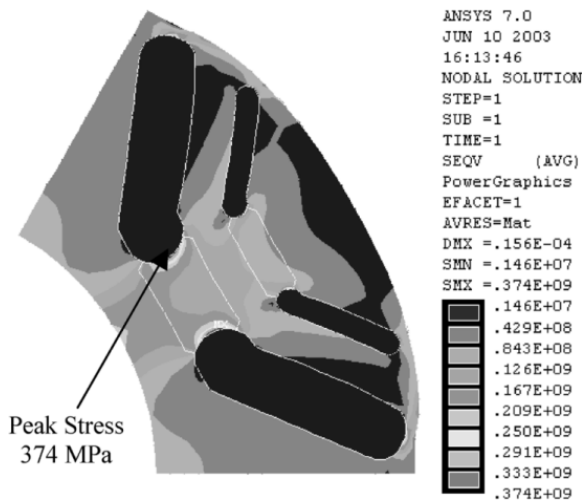 ANSYS 7.0
JUN 10 2003
16:13:46
NODAL SOLUTION
STEP=1
SUB =1
TIME=1
SEQV (AVG)
PowerGraphics
EFACET=1
AVRES=Mat
DMX =.156E-04
SMN =.146E+07
SMX =.374E+09
.146E+07
.429E+08
.843E+08
.126E+09
.167E+09
.209E+09
.250E+09
.291E+09
.333E+09
.374E+09
Peak Stress
374 MPa